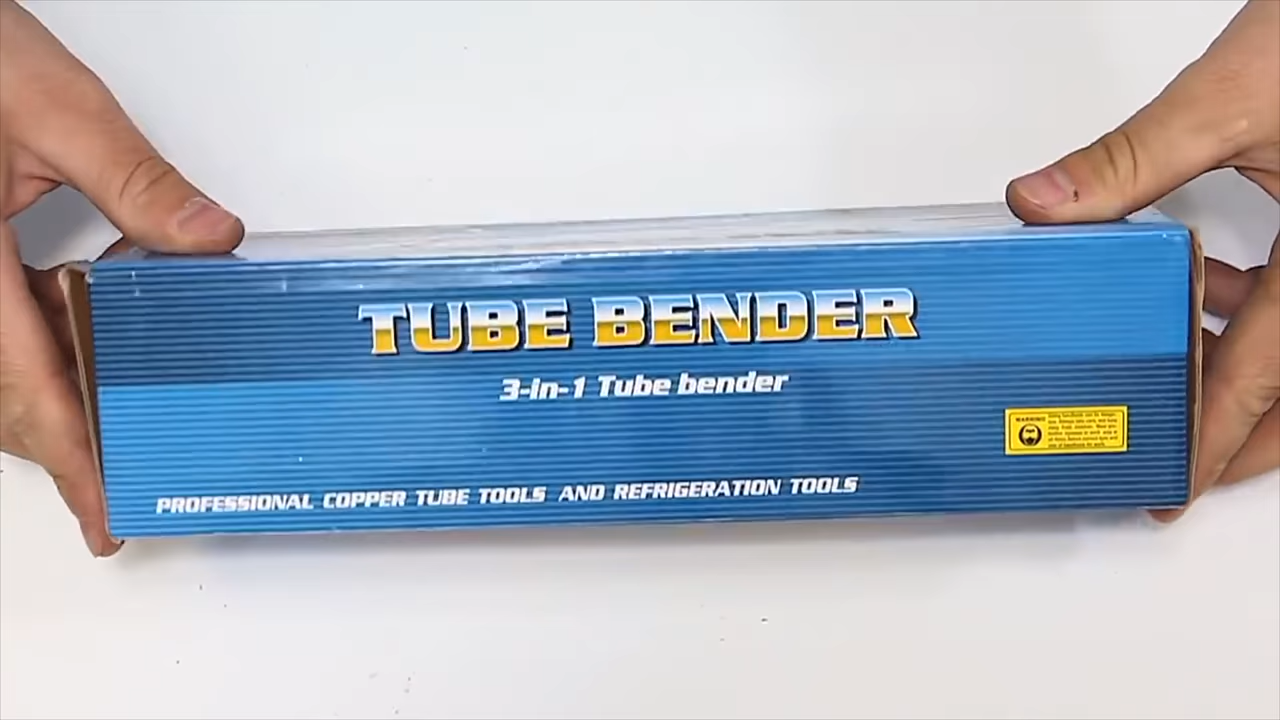 TUBE BENDER
3-in-1 Tube bender
WARNING
PROFESSIONAL COPPER TUBE TOOLS AND REFRIGERATION TOOLS